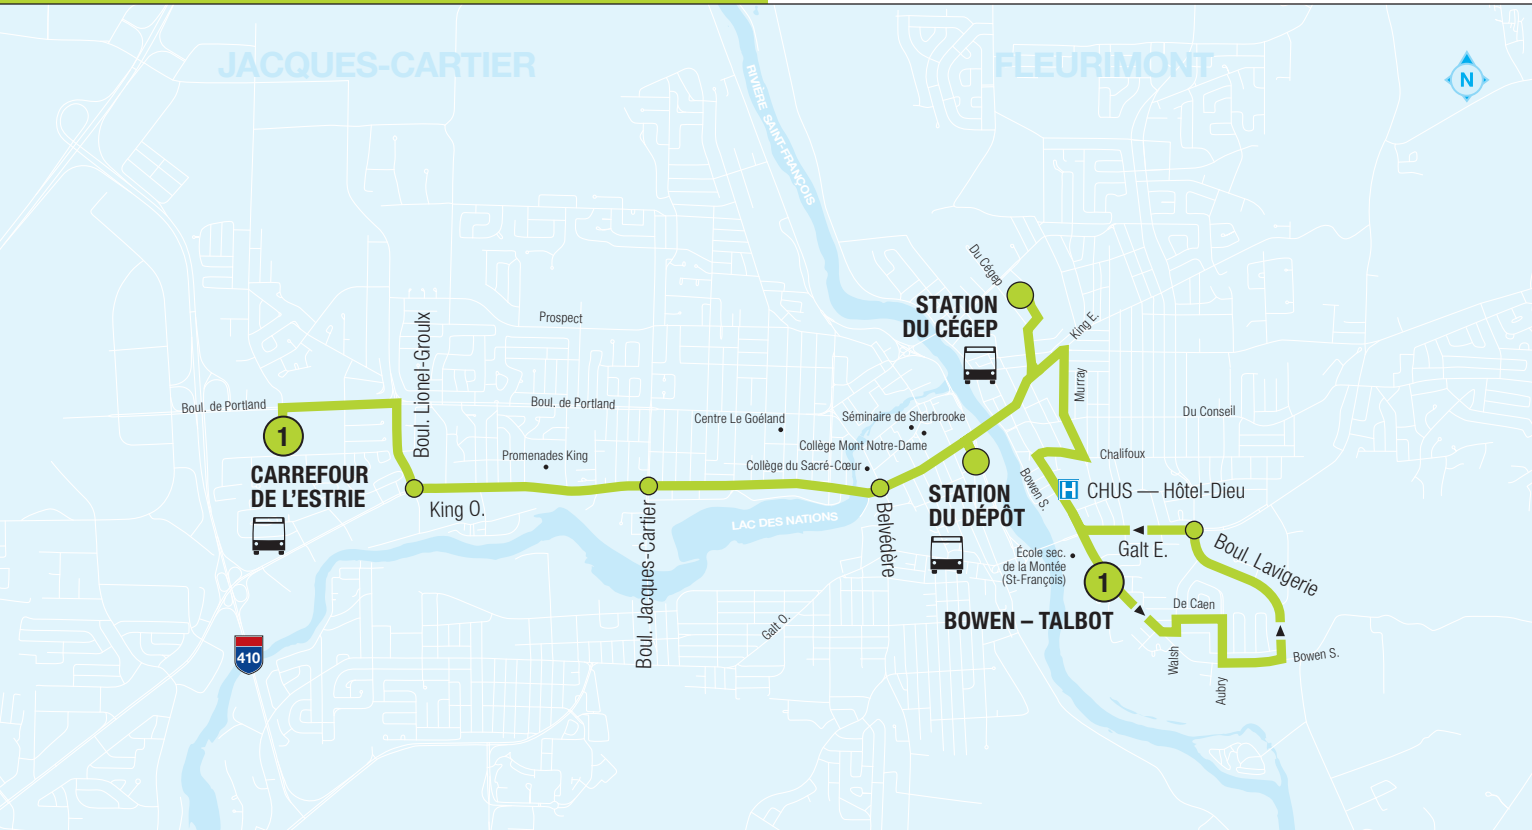 JACQUES-CARTIER
FLEURIMONT
N
RIVIÈRE SAINT-FRANÇOIS
Du Cégep
STATION
DU CÉGEP
King E.
Prospect
Boul. Lionel-Groulx
Murray
Boul. de Portland
Boul. de Portland
Centre Le Goéland
Séminaire de Sherbrooke
Du Conseil
1
Collège Mont Notre-Dame
Promenades King
Collège du Sacré-Cœur
Chalifoux
CARREFOUR
DE L'ESTRIE
King O.
STATION
DU DÉPÔT
Bowen S.
H
CHUS — Hôtel-Dieu
LAC DES NATIONS
Belvédère
Boul. Jacques-Cartier
Galt E.
Boul. Lavigerie
École sec.
de la Montée
(St-François)
1
BOWEN – TALBOT
De Caen
Galt O.
410
Walsh
Aubry
Bowen S.